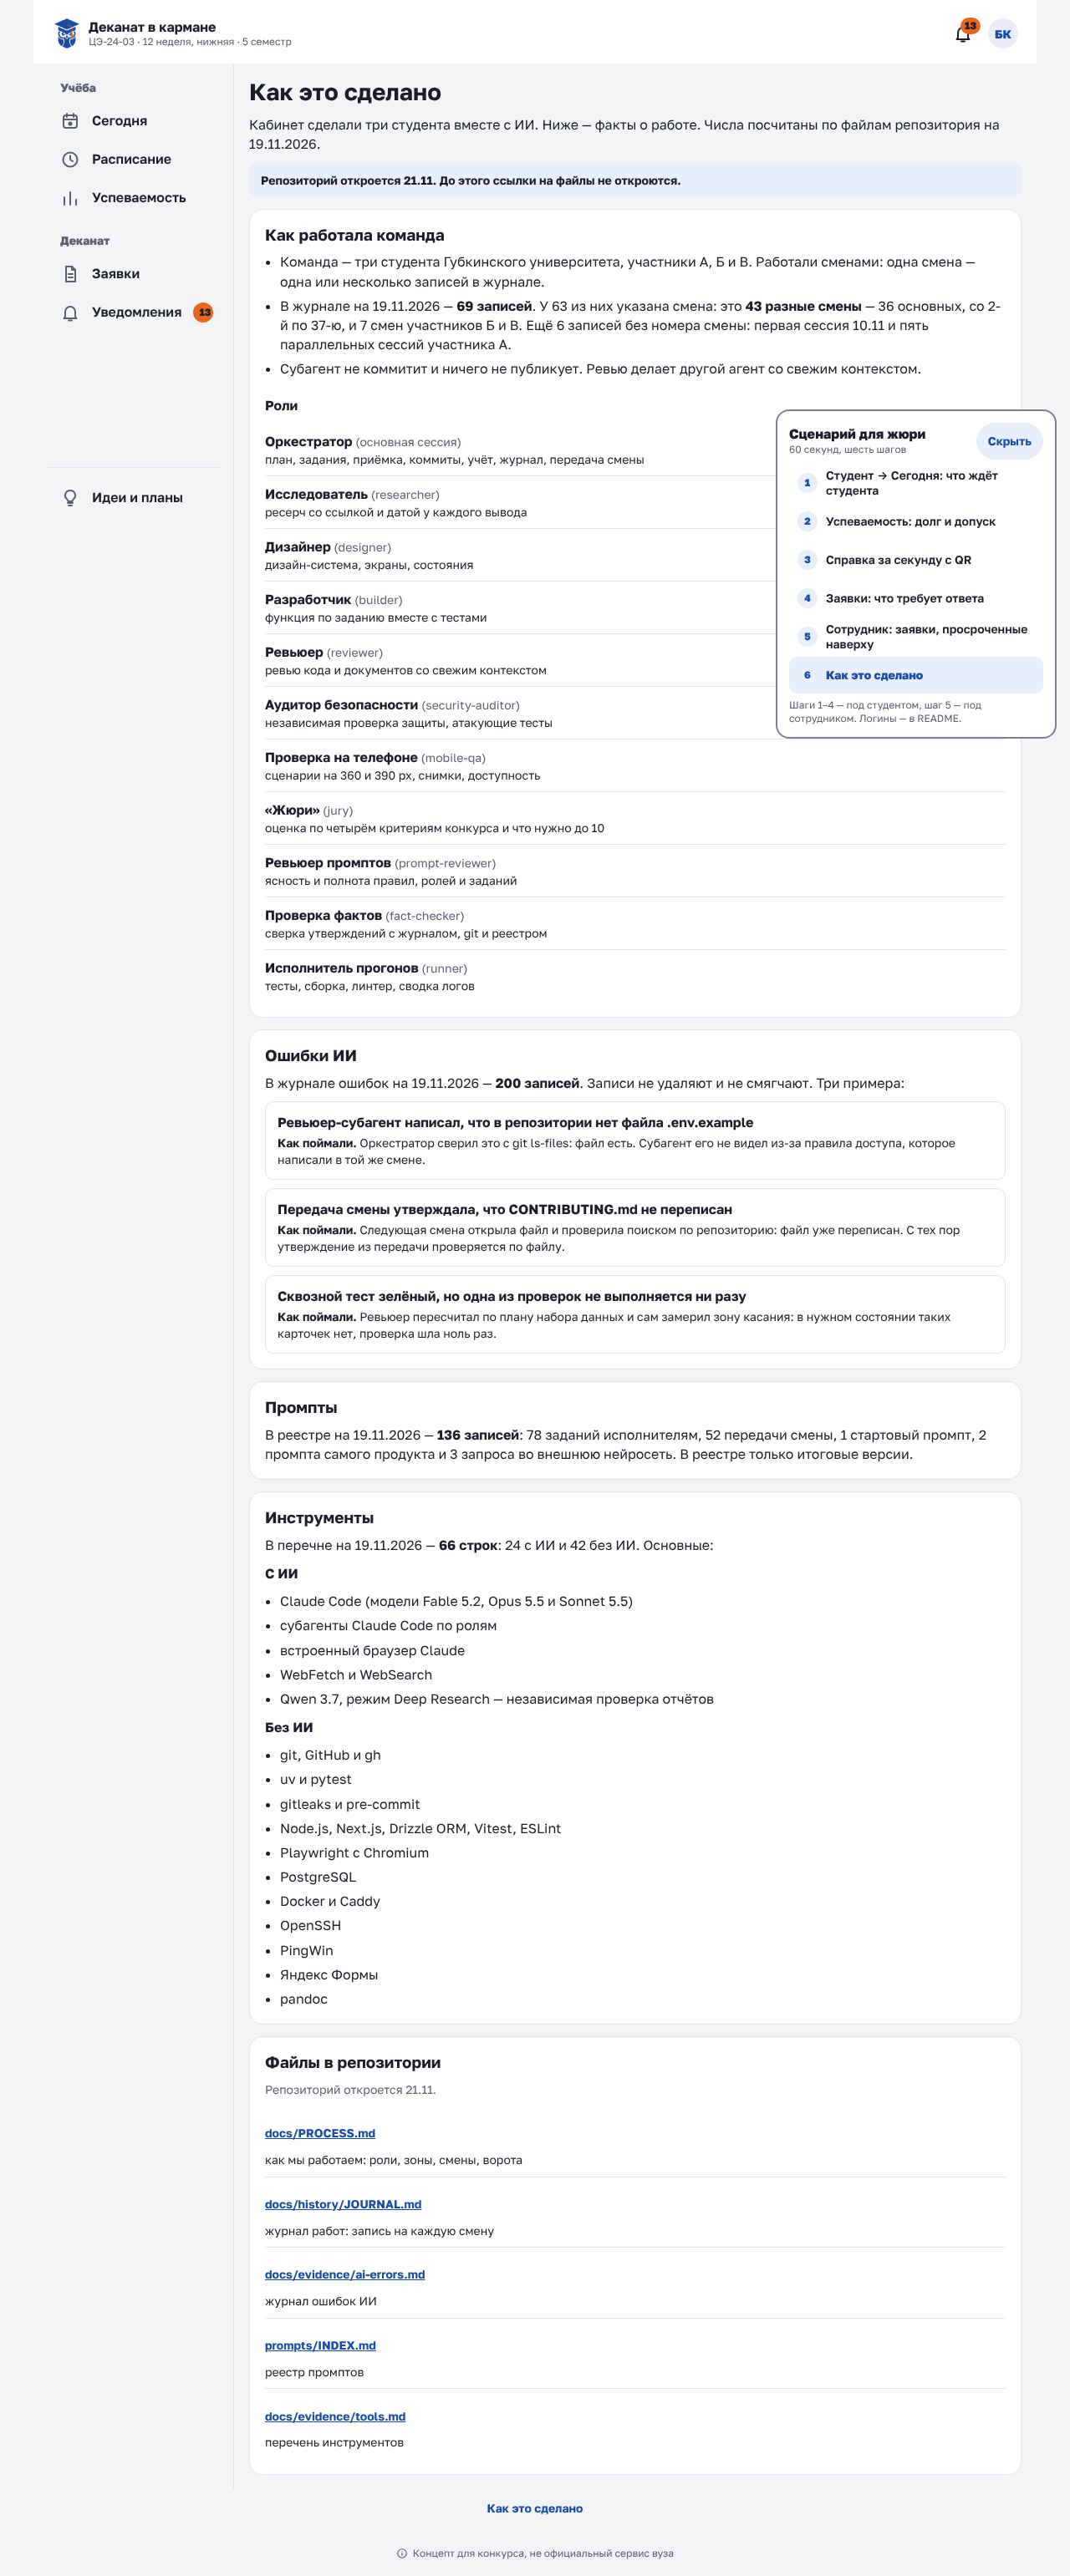 Деканат в кармане
ЦЭ-24-03 · 12 неделя, нижняя · 5 семестр
13
БК
Учёба
Сегодня
Расписание
Успеваемость
Деканат
Заявки
Уведомления 13
Идеи и планы
Как это сделано
Кабинет сделали три студента вместе с ИИ. Ниже — факты о работе. Числа посчитаны по файлам репозитория на
19.11.2026.
Репозиторий откроется 21.11. До этого ссылки на файлы не откроются.
Как работала команда
• Команда — три студента Губкинского университета, участники А, Б и В. Работали сменами: одна смена —
одна или несколько записей в журнале.
• В журнале на 19.11.2026 — 69 записей. У 63 из них указана смена: это 43 разные смены — 36 основных, со 2-
й по 37-ю, и 7 смен участников Б и В. Ещё 6 записей без номера смены: первая сессия 10.11 и пять
параллельных сессий участника А.
• Субагент не коммитит и ничего не публикует. Ревью делает другой агент со свежим контекстом.
Роли
Оркестратор (основная сессия)
план, задания, приёмка, коммиты, учёт, журнал, передача смены
Исследователь (researcher)
ресерч со ссылкой и датой у каждого вывода
Дизайнер (designer)
дизайн-система, экраны, состояния
Разработчик (builder)
функция по заданию вместе с тестами
Ревьюер (reviewer)
ревью кода и документов со свежим контекстом
Аудитор безопасности (security-auditor)
независимая проверка защиты, атакующие тесты
Проверка на телефоне (mobile-qa)
сценарии на 360 и 390 px, снимки, доступность
«Жюри» (jury)
оценка по четырём критериям конкурса и что нужно до 10
Ревьюер промптов (prompt-reviewer)
ясность и полнота правил, ролей и заданий
Проверка фактов (fact-checker)
сверка утверждений с журналом, git и реестром
Исполнитель прогонов (runner)
тесты, сборка, линтер, сводка логов
Сценарий для жюри
60 секунд, шесть шагов
Скрыть
1 Студент → Сегодня: что ждёт
студента
2 Успеваемость: долг и допуск
3 Справка за секунду с QR
4 Заявки: что требует ответа
5 Сотрудник: заявки, просроченные
наверху
6 Как это сделано
Шаги 1–4 — под студентом, шаг 5 — под
сотрудником. Логины — в README.
Ошибки ИИ
В журнале ошибок на 19.11.2026 — 200 записей. Записи не удаляют и не смягчают. Три примера:
Ревьюер-субагент написал, что в репозитории нет файла .env.example
Как поймали. Оркестратор сверил это с git ls-files: файл есть. Субагент его не видел из-за правила доступа, которое
написали в той же смене.
Передача смены утверждала, что CONTRIBUTING.md не переписан
Как поймали. Следующая смена открыла файл и проверила поиском по репозиторию: файл уже переписан. С тех пор
утверждение из передачи проверяется по файлу.
Сквозной тест зелёный, но одна из проверок не выполняется ни разу
Как поймали. Ревьюер пересчитал по плану набора данных и сам замерил зону касания: в нужном состоянии таких
карточек нет, проверка шла ноль раз.
Промпты
В реестре на 19.11.2026 — 136 записей: 78 заданий исполнителям, 52 передачи смены, 1 стартовый промпт, 2
промпта самого продукта и 3 запроса во внешнюю нейросеть. В реестре только итоговые версии.
Инструменты
В перечне на 19.11.2026 — 66 строк: 24 с ИИ и 42 без ИИ. Основные:
С ИИ
• Claude Code (модели Fable 5.2, Opus 5.5 и Sonnet 5.5)
• субагенты Claude Code по ролям
• встроенный браузер Claude
• WebFetch и WebSearch
• Qwen 3.7, режим Deep Research — независимая проверка отчётов
Без ИИ
• git, GitHub и gh
• uv и pytest
• gitleaks и pre-commit
• Node.js, Next.js, Drizzle ORM, Vitest, ESLint
• Playwright с Chromium
• PostgreSQL
• Docker и Caddy
• OpenSSH
• PingWin
• Яндекс Формы
• pandoc
Файлы в репозитории
Репозиторий откроется 21.11.
docs/PROCESS.md
как мы работаем: роли, зоны, смены, ворота
docs/history/JOURNAL.md
журнал работ: запись на каждую смену
docs/evidence/ai-errors.md
журнал ошибок ИИ
prompts/INDEX.md
реестр промптов
docs/evidence/tools.md
перечень инструментов
Как это сделано
Концепт для конкурса, не официальный сервис вуза